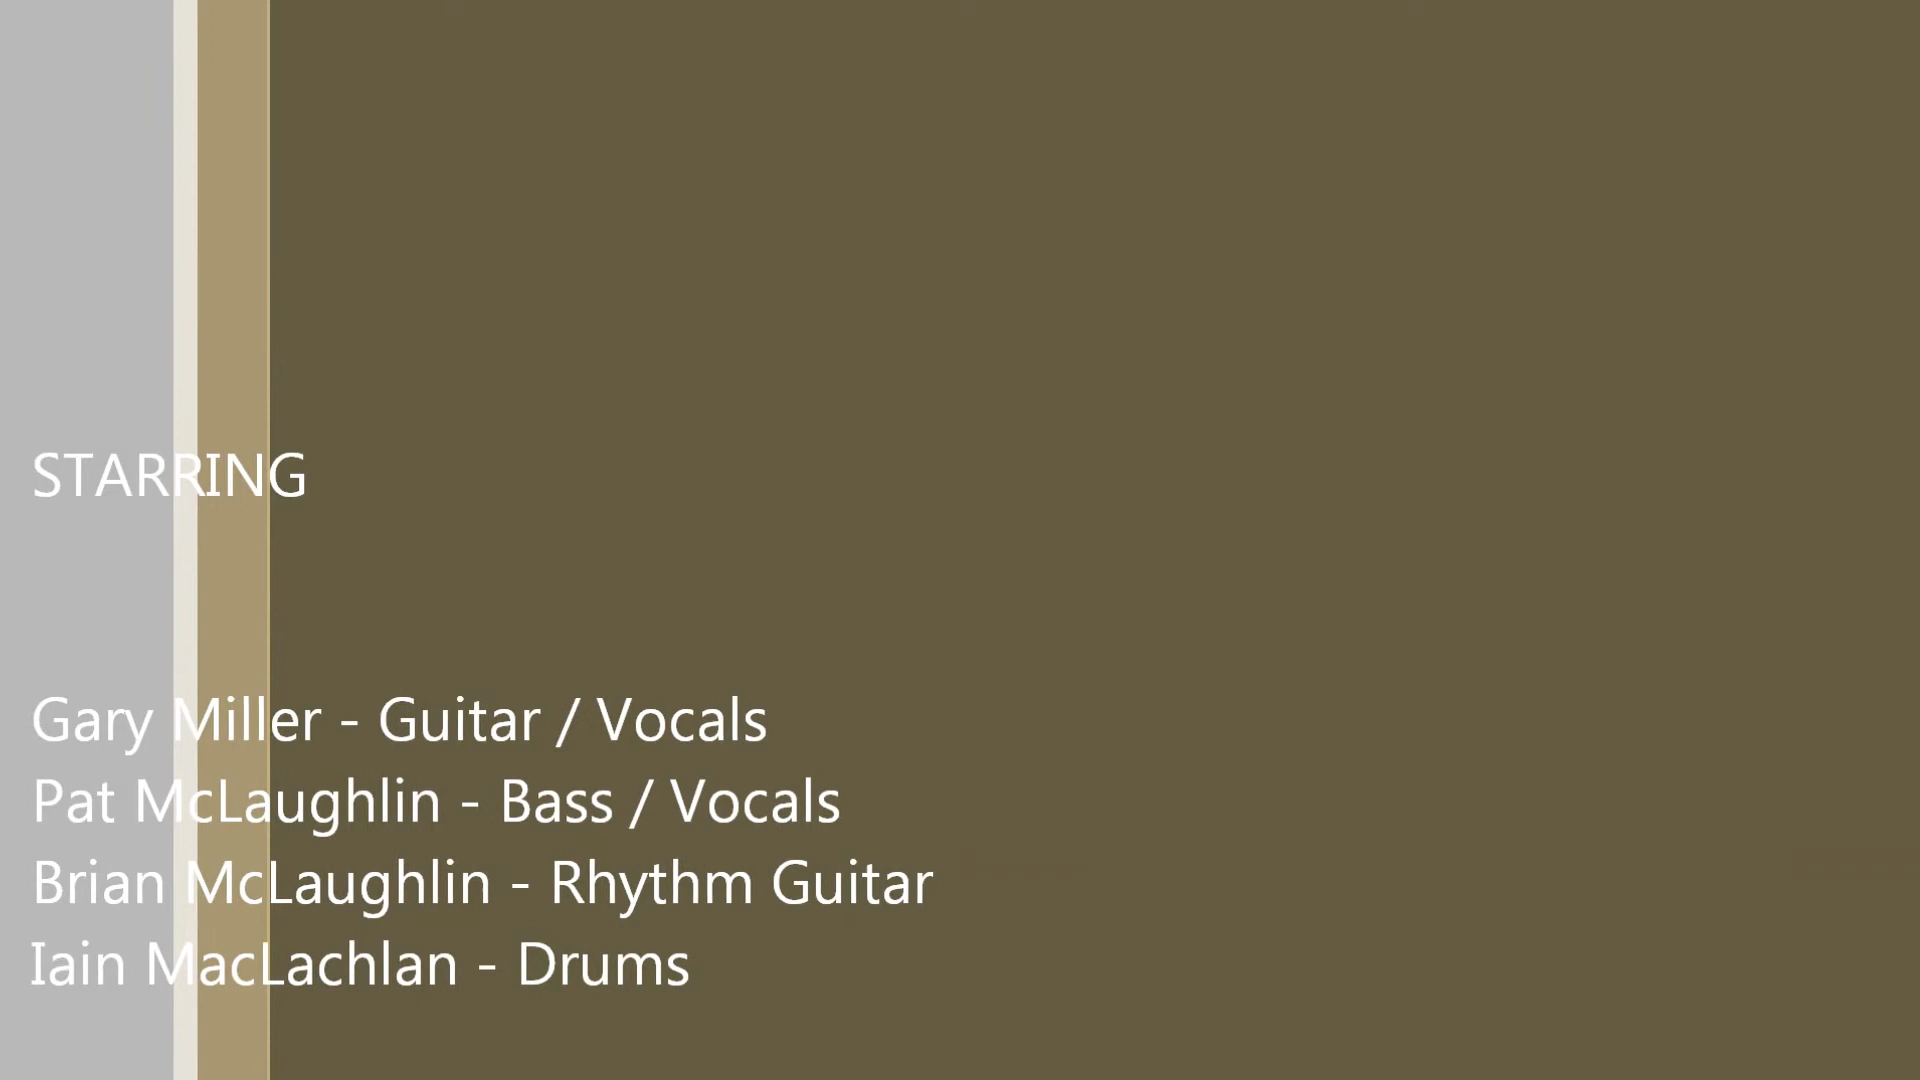 STARRING
Gary Miller - Guitar / Vocals
Pat McLaughlin - Bass / Vocals
Brian McLaughlin - Rhythm Guitar
Iain MacLachlan - Drums